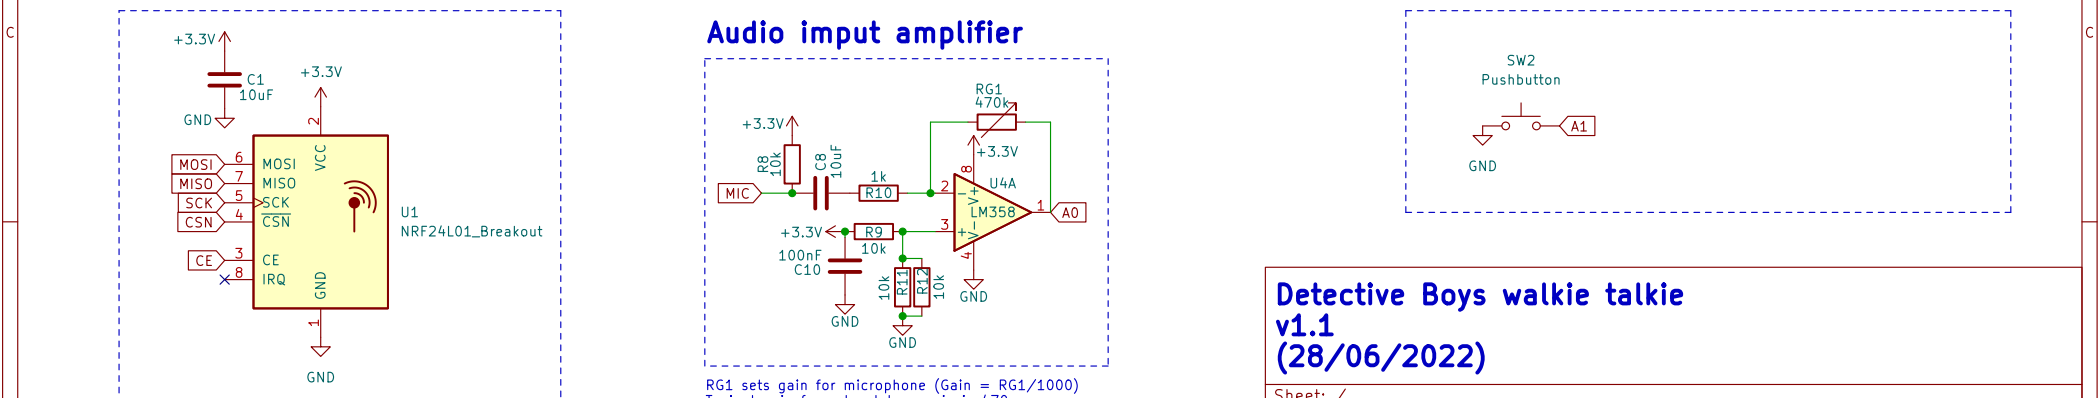 C
+3.3V
C1
10uF
GND
+3.3V
2
VCC
MOSI 6 MOSI
MISO 7 MISO
SCK 5 SCK
CSN 4 CSN
CE 3 CE
8 IRQ
GND
1
GND
U1
NRF24L01_Breakout
Audio imput amplifier
RG1
470k
+3.3V
R8
10k
C8
10uF
MIC
1k
R10
+3.3V
8
2
-
V+
U4A
LM358
1
A0
+3.3V
R9
10k
3
+
V-
4
GND
100nF
C10
GND
10k
R11
R12
10k
GND
RG1 sets gain for microphone (Gain = RG1/1000)
SW2
Pushbutton
A1
GND
C
Detective Boys walkie talkie
v1.1
(28/06/2022)
Sheet: /